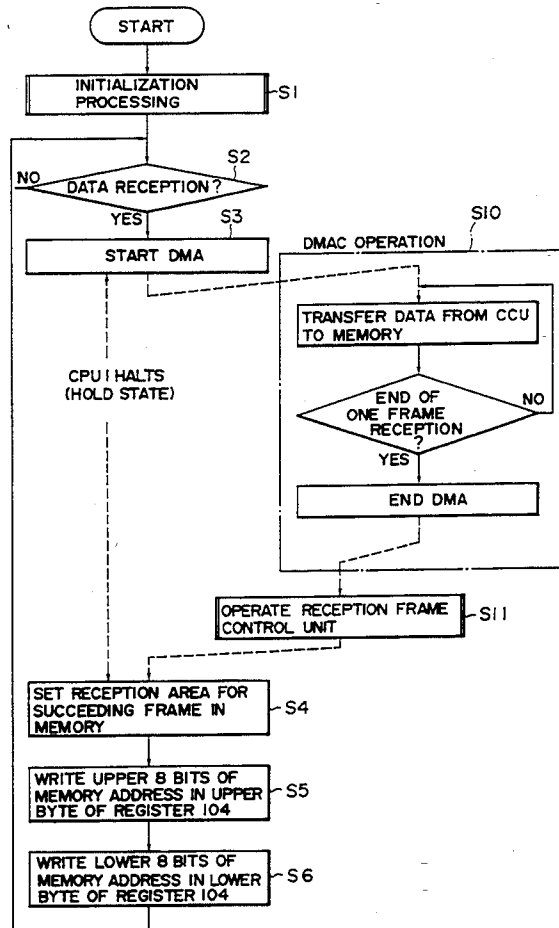 START
INITIALIZATION
PROCESSING
S1
S2
NO
DATA RECEPTION?
YES
S3
START DMA
S10
DMAC OPERATION
TRANSFER DATA FROM CCU
TO MEMORY
CPU 1 HALTS
(HOLD STATE)
END OF
ONE FRAME
RECEPTION
?
NO
YES
END DMA
OPERATE RECEPTION FRAME
CONTROL UNIT
S11
SET RECEPTION AREA FOR
SUCCEEDING FRAME IN
MEMORY
S4
WRITE UPPER 8 BITS OF
MEMORY ADDRESS IN UPPER
BYTE OF REGISTER 104
S5
WRITE LOWER 8 BITS OF
MEMORY ADDRESS IN LOWER
BYTE OF REGISTER 104
S6